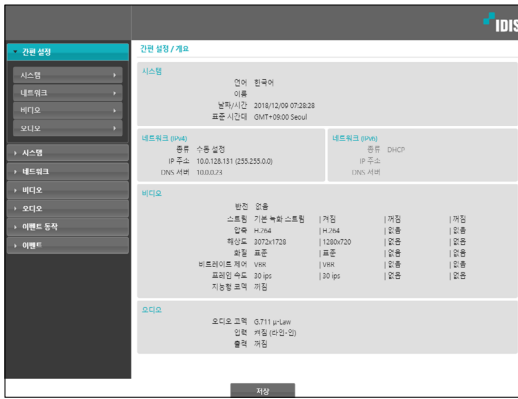 IDIS
간편 설정
시스템
네트워크
비디오
오디오
시스템
네트워크
비디오
오디오
이벤트 동작
이벤트
간편 설정 / 개요
시스템
언어 한국어
이름
날짜/시간 2018/12/09 07:28:28
표준 시간대 GMT+09:00 Seoul
네트워크 (IPv4)
종류 수동 설정
IP 주소 10.0.128.131 (255.255.0.0)
DNS 서버 10.0.0.23
네트워크 (IPv6)
종류 DHCP
IP 주소
DNS 서버
비디오
반전 없음
스트림 기본 녹화 스트림 | 켜짐 | 꺼짐 | 꺼짐
압축 H.264 | H.264 | 없음 | 없음
해상도 3072x1728 | 1280x720 | 없음 | 없음
화질 표준 | 표준 | 없음 | 없음
비트레이트 제어 VBR | VBR | 없음 | 없음
프레임 속도 30 ips | 30 ips | 없음 | 없음
지능형 코덱 꺼짐
오디오
오디오 코덱 G.711 μ-Law
입력 켜짐 (라인-인)
출력 꺼짐
저장